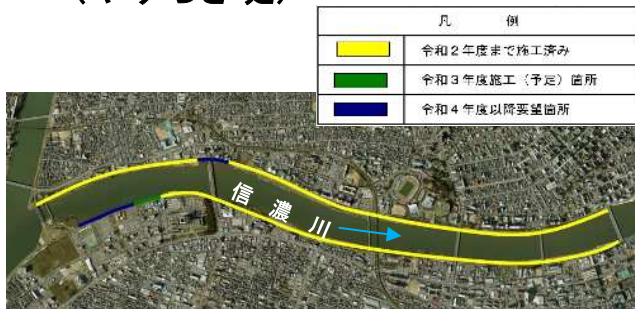 凡 例
令和2年度まで施工済み
令和3年度施工（予定）箇所
令和4年度以降要望箇所
信濃川